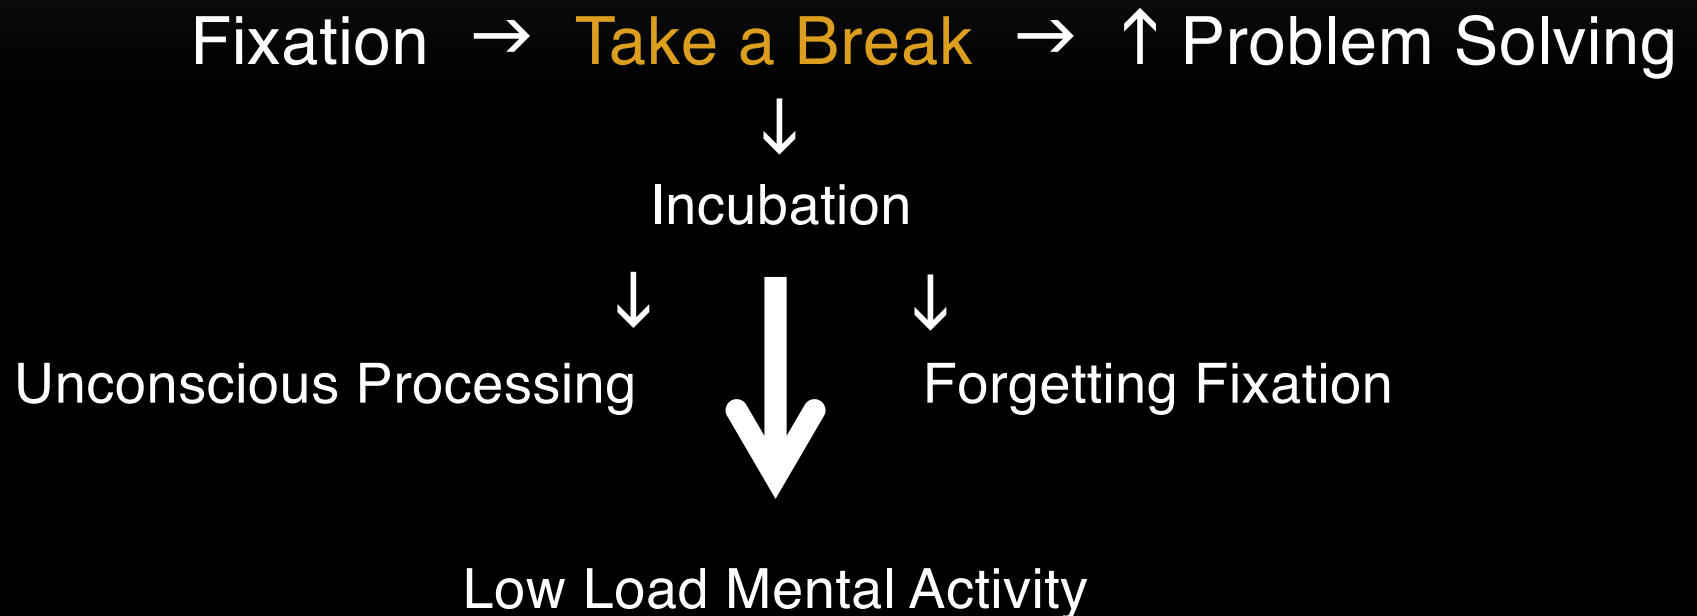 Fixation → Take a Break → ↑ Problem Solving
↓
Incubation
↓ ↓ ↓
Unconscious Processing Forgetting Fixation
Low Load Mental Activity